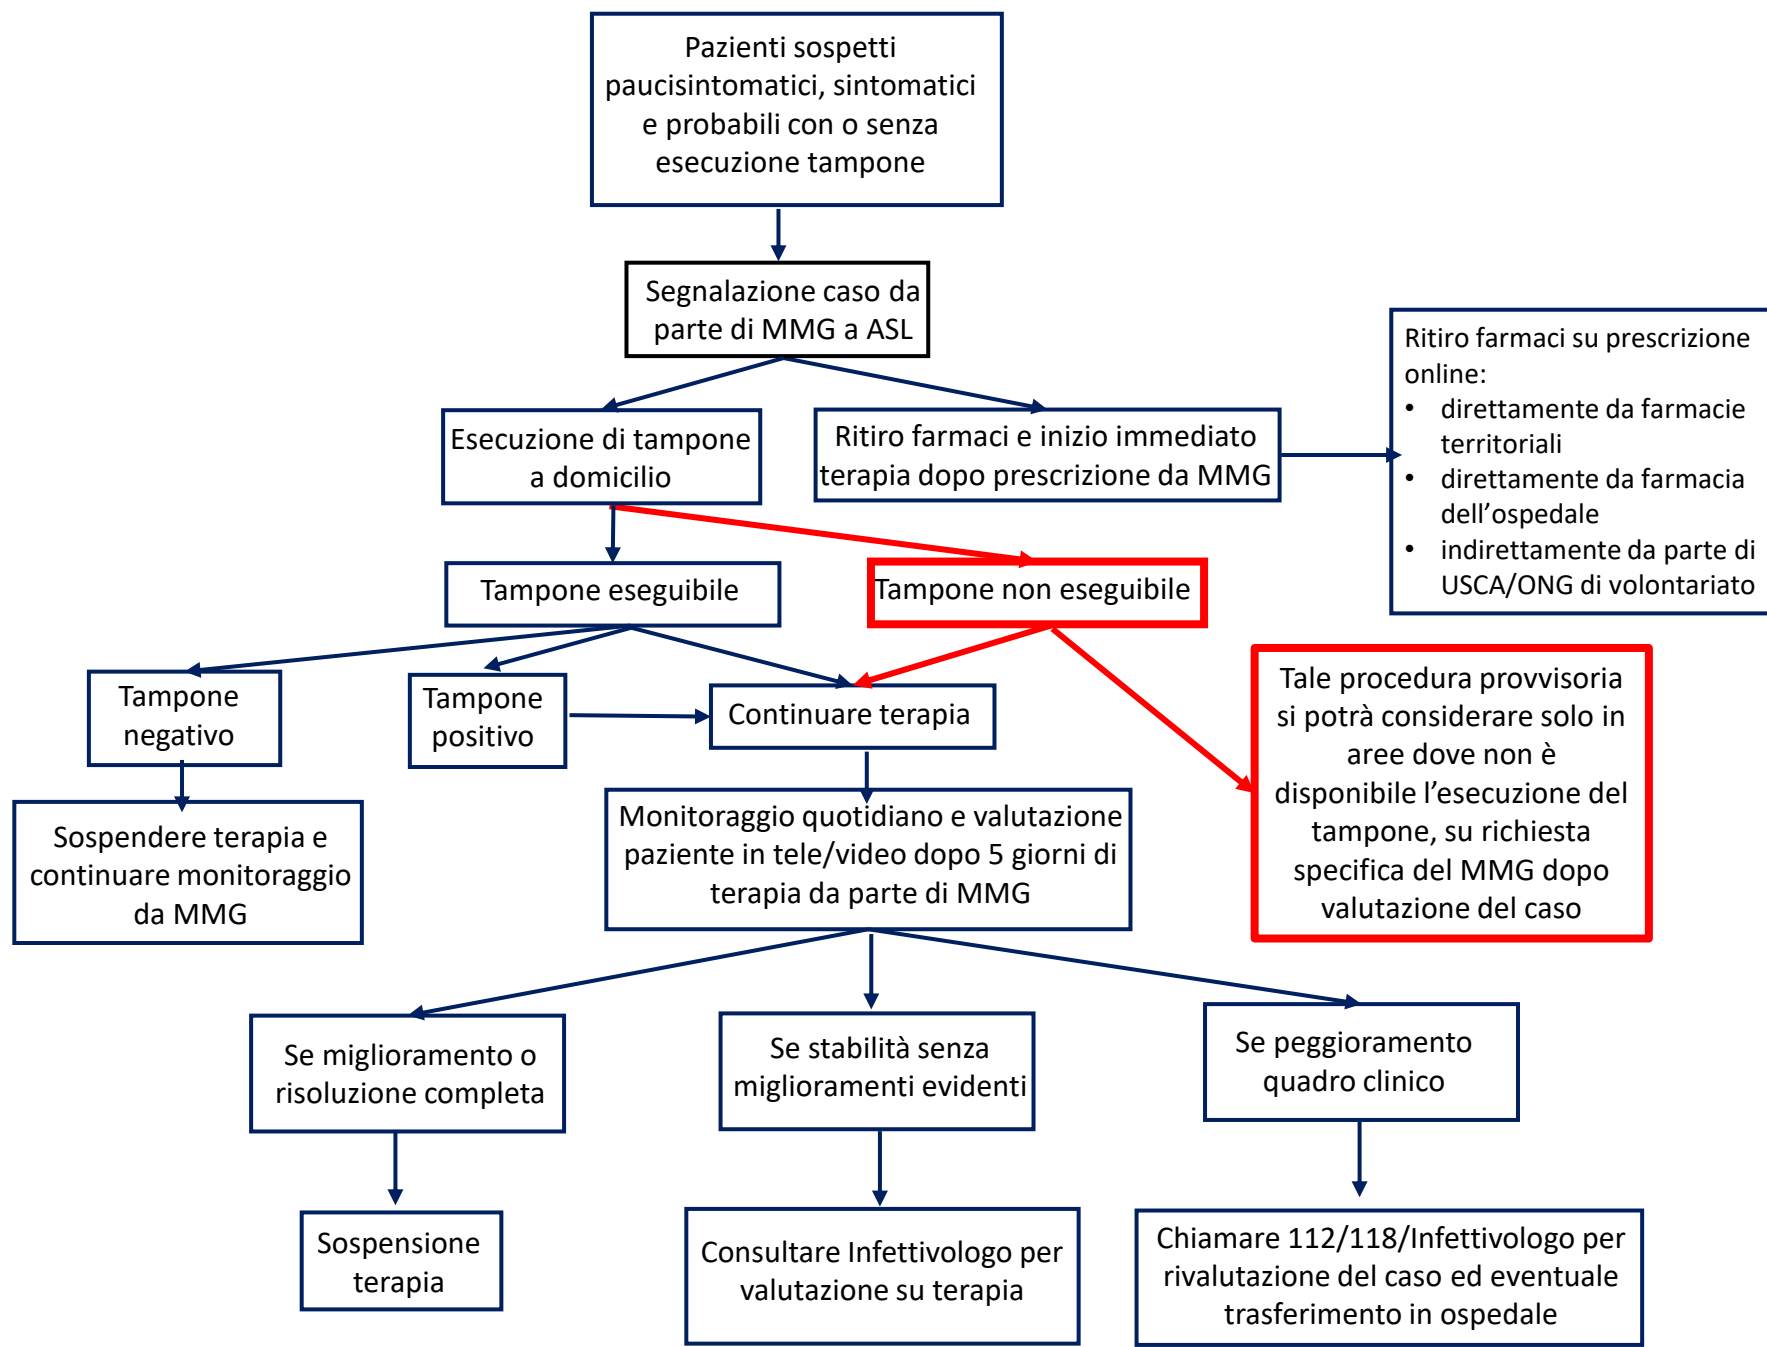 Pazienti sospetti
paucisintomatici, sintomatici
e probabili con o senza
esecuzione tampone
Segnalazione caso da
parte di MMG a ASL
Ritiro farmaci su prescrizione
online:
• direttamente da farmacie
territoriali
• direttamente da farmacia
dell’ospedale
• indirettamente da parte di
USCA/ONG di volontariato
Esecuzione di tampone
a domicilio
Ritiro farmaci e inizio immediato
terapia dopo prescrizione da MMG
Tampone eseguibile
Tampone non eseguibile
Tampone
negativo
Tampone
positivo
Continuare terapia
Tale procedura provvisoria
si potrà considerare solo in
aree dove non è
disponibile l’esecuzione del
tampone, su richiesta
specifica del MMG dopo
valutazione del caso
Sospendere terapia e
continuare monitoraggio
da MMG
Monitoraggio quotidiano e valutazione
paziente in tele/video dopo 5 giorni di
terapia da parte di MMG
Se miglioramento o
risoluzione completa
Se stabilità senza
miglioramenti evidenti
Se peggioramento
quadro clinico
Sospensione
terapia
Consultare Infettivologo per
valutazione su terapia
Chiamare 112/118/Infettivologo per
rivalutazione del caso ed eventuale
trasferimento in ospedale